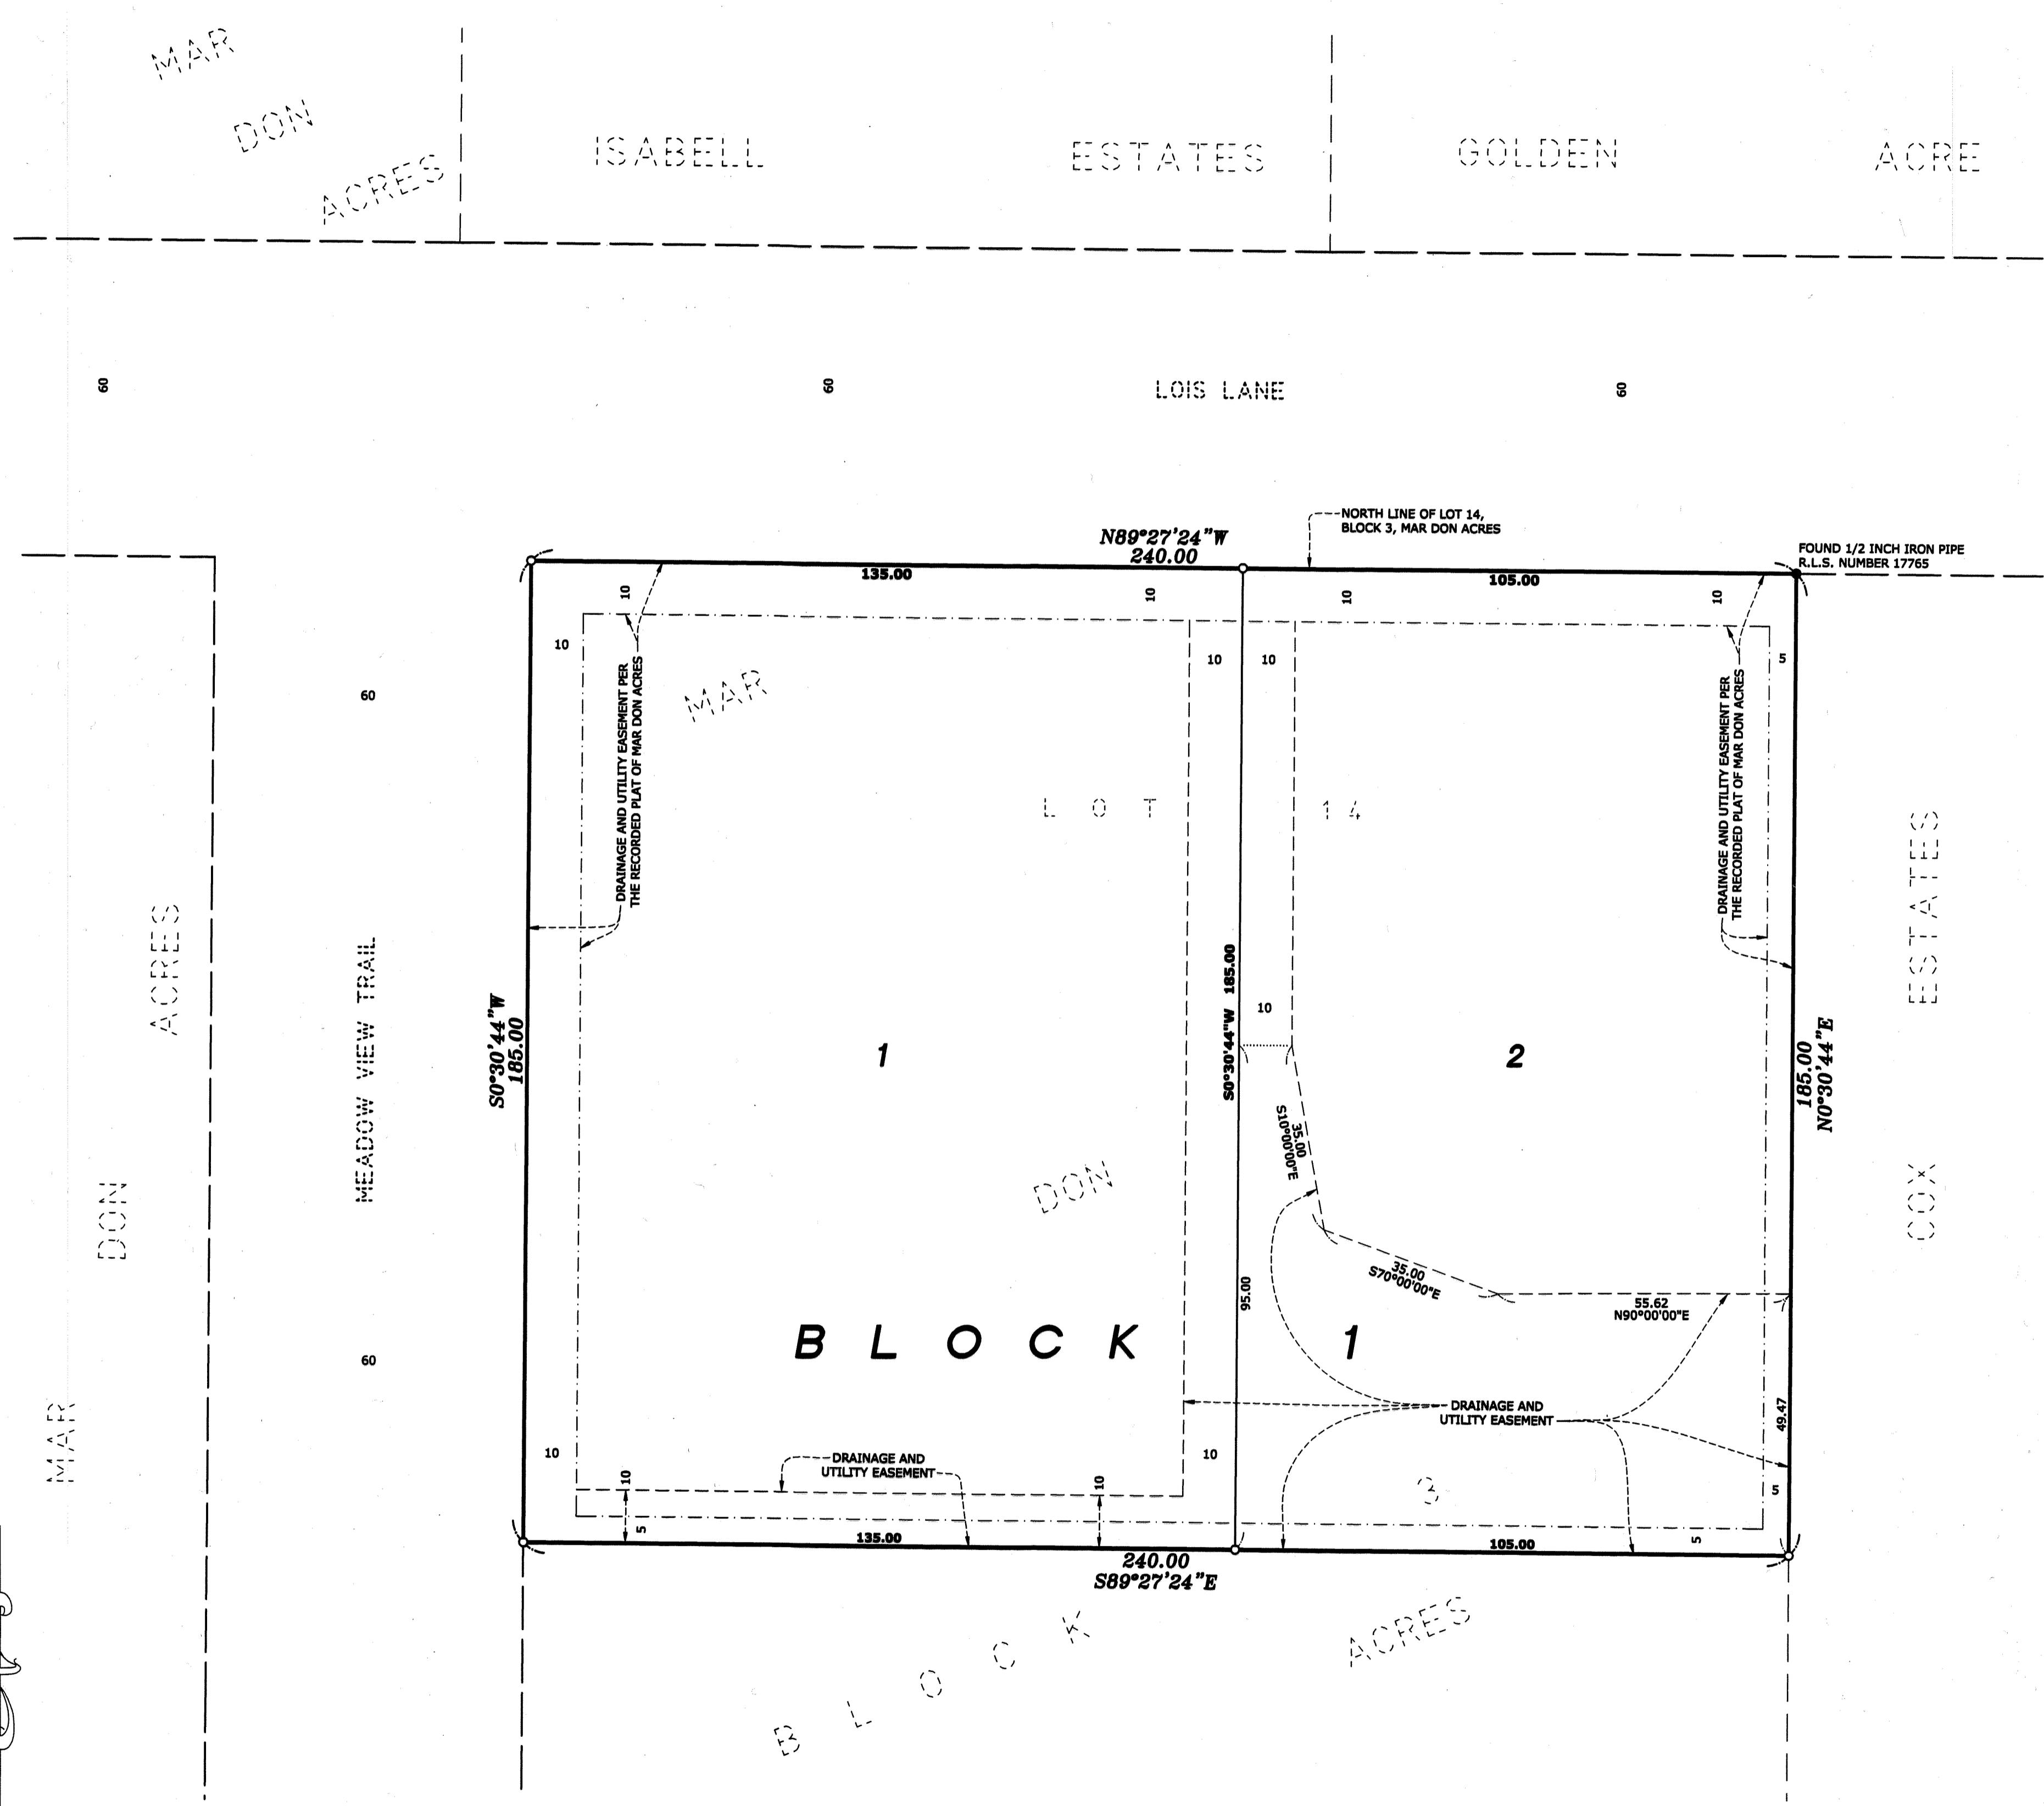 MAR
DON
ACRES
ISABELL ESTATES
GOLDEN ACRE
60
60
LOIS LANE
60
NORTH LINE OF LOT 14,
BLOCK 3, MAR DON ACRES
N89°27'24"W
240.00
FOUND 1/2 INCH IRON PIPE
R.L.S. NUMBER 17765
135.00
105.00
10
10
10
10
10
10
10
5
DRAINAGE AND UTILITY EASEMENT PER
THE RECORDED PLAT OF MAR DON ACRES
DRAINAGE AND UTILITY EASEMENT PER
THE RECORDED PLAT OF MAR DON ACRES
60
MAR
LOT 14
MAR DON ACRES
MEADOW VIEW TRAIL
S0°30'44"W
185.00
S0°30'44"W 185.00
10
1
2
185.00
N0°30'44"E
COX ESTATES
35.00
S10°00'00"E
DON
35.00
S70°00'00"E
55.62
N90°00'00"E
95.00
60
BLOCK 1
DRAINAGE AND
UTILITY EASEMENT
49.47
10
DRAINAGE AND
UTILITY EASEMENT
10
10
10
3
5
5
5
135.00
105.00
240.00
S89°27'24"E
BLOCK
ACRES